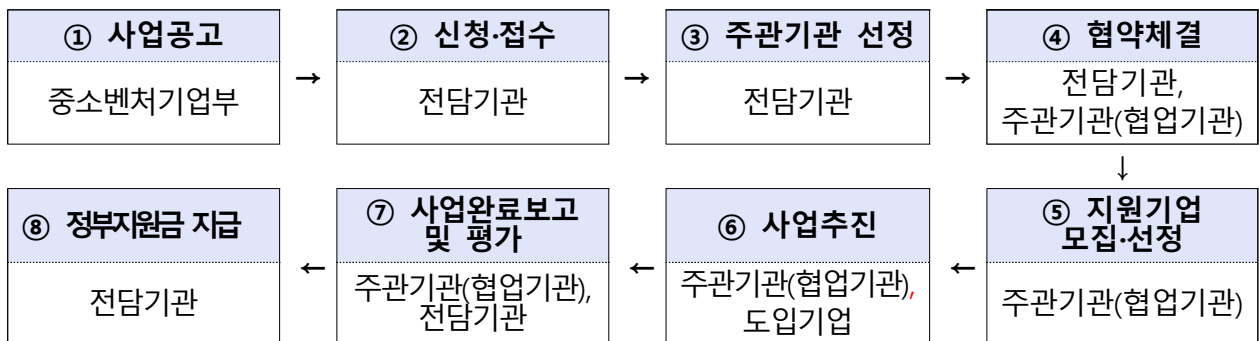 ① 사업공고
중소벤처기업부
→
② 신청·접수
전담기관
→
③ 주관기관 선정
전담기관
→
④ 협약체결
전담기관,
주관기관(협업기관)
↓
⑤ 지원기업
모집·선정
주관기관(협업기관)
←
⑥ 사업추진
주관기관(협업기관),
도입기업
←
⑦ 사업완료보고
및 평가
주관기관(협업기관),
전담기관
←
⑧ 정부지원금 지급
전담기관